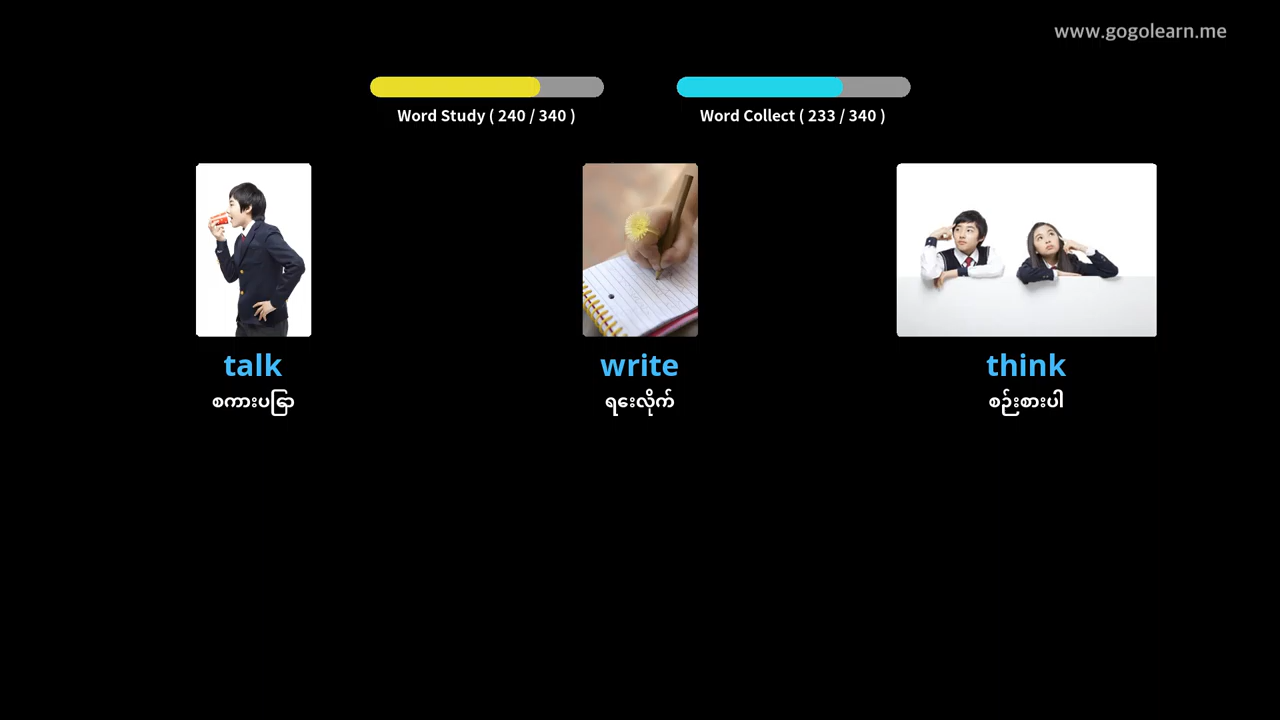 www.gogolearn.me
Word Study ( 240 / 340 )
Word Collect ( 233 / 340 )
talk
စကားပြော
write
ရေးလိုက်
think
စဉ်းစားပါ